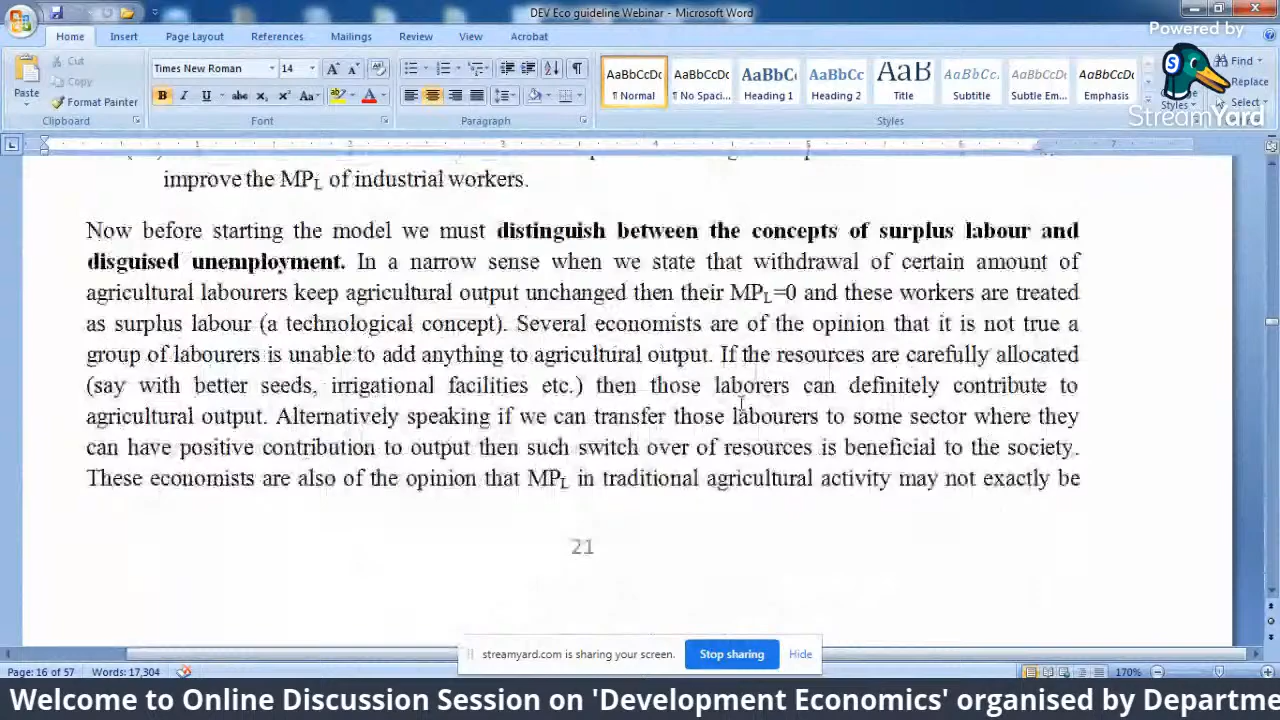 DEV Eco guideline Webinar - Microsoft Word
Powered by
StreamYard
Home Insert Page Layout References Mailings Review View Acrobat
Paste
Cut
Copy
Format Painter
Clipboard
Times New Roman 14
Font
Paragraph
AaBbCcDc AaBbCcDc AaBbC AaBbCc AaB AaBbCc. AaBbCcDc AaBbCcDc
¶ Normal ¶ No Spaci... Heading 1 Heading 2 Title Subtitle Subtle Em... Emphasis
Styles
Find
Replace
Select
improve the MPL of industrial workers.
Now before starting the model we must distinguish between the concepts of surplus labour and
disguised unemployment. In a narrow sense when we state that withdrawal of certain amount of
agricultural labourers keep agricultural output unchanged then their MPL=0 and these workers are treated
as surplus labour (a technological concept). Several economists are of the opinion that it is not true a
group of labourers is unable to add anything to agricultural output. If the resources are carefully allocated
(say with better seeds, irrigational facilities etc.) then those laborers can definitely contribute to
agricultural output. Alternatively speaking if we can transfer those labourers to some sector where they
can have positive contribution to output then such switch over of resources is beneficial to the society.
These economists are also of the opinion that MPL in traditional agricultural activity may not exactly be
21
streamyard.com is sharing your screen. Stop sharing Hide
Page: 16 of 57 Words: 17,304 170%
Welcome to Online Discussion Session on 'Development Economics' organised by Departme